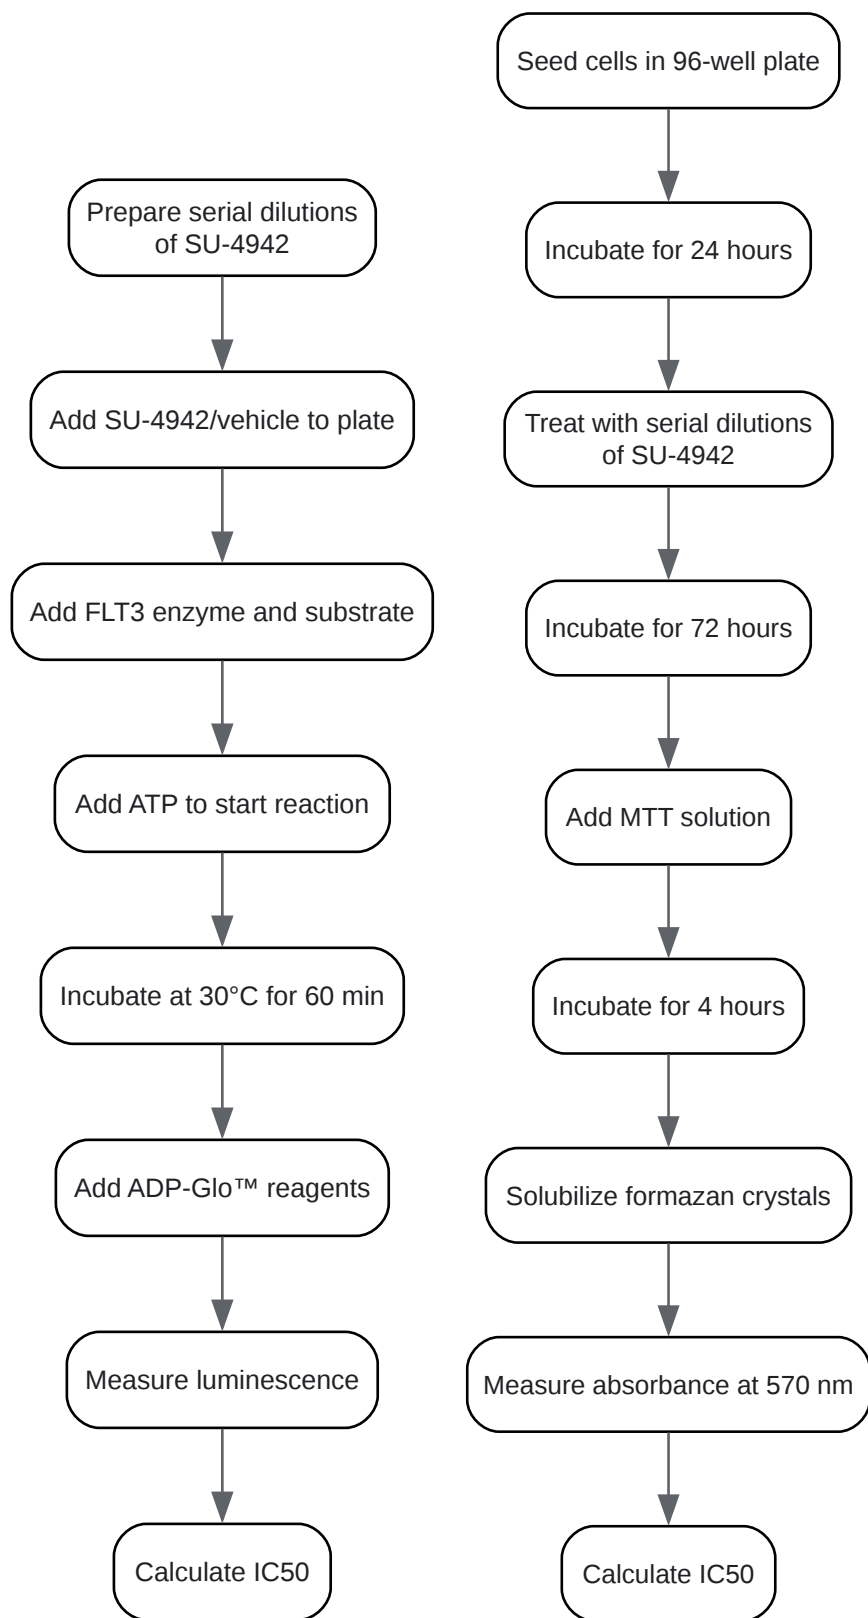 Prepare serial dilutions
of SU-4942
Add SU-4942/vehicle to plate
Add FLT3 enzyme and substrate
Add ATP to start reaction
Incubate at 30°C for 60 min
Add ADP-Glo™ reagents
Measure luminescence
Calculate IC50
Seed cells in 96-well plate
Incubate for 24 hours
Treat with serial dilutions
of SU-4942
Incubate for 72 hours
Add MTT solution
Incubate for 4 hours
Solubilize formazan crystals
Measure absorbance at 570 nm
Calculate IC50